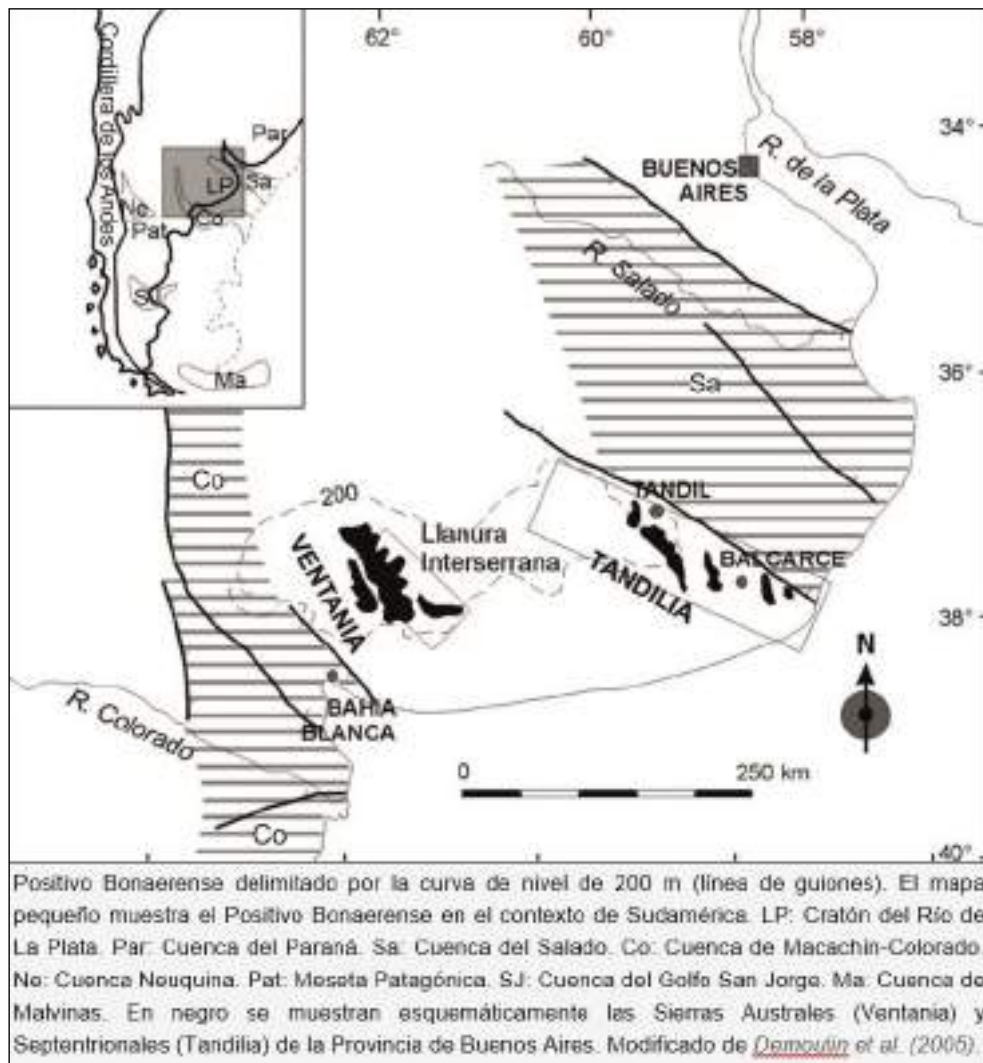 62° 60° 58°
Cordillera de los Andes
Par
LP Sa
Ne
Pat Co
SJ
Ma
34°
BUENOS
AIRES
R. de la Plata
R. Salado
36°
Sa
Co
200
TANDIL
Llanura
Interserrana
VENTANIA
BALCARCE
TANDILIA
38°
N
BAHIA
BLANCA
R. Colorado
0 250 km
Co
40°
Positivo Bonaerense delimitado por la curva de nivel de 200 m (línea de guiones). El mapa
pequeño muestra el Positivo Bonaerense en el contexto de Sudamérica. LP: Cratón del Río de
La Plata. Par: Cuenca del Paraná. Sa: Cuenca del Salado. Co: Cuenca de Macachín-Colorado.
Ne: Cuenca Neuquina. Pat: Meseta Patagónica. SJ: Cuenca del Golfo San Jorge. Ma: Cuenca de
Malvinas. En negro se muestran esquemáticamente las Sierras Australes (Ventania) y
Septentrionales (Tandilia) de la Provincia de Buenos Aires. Modificado de Demoulin et al. (2005).